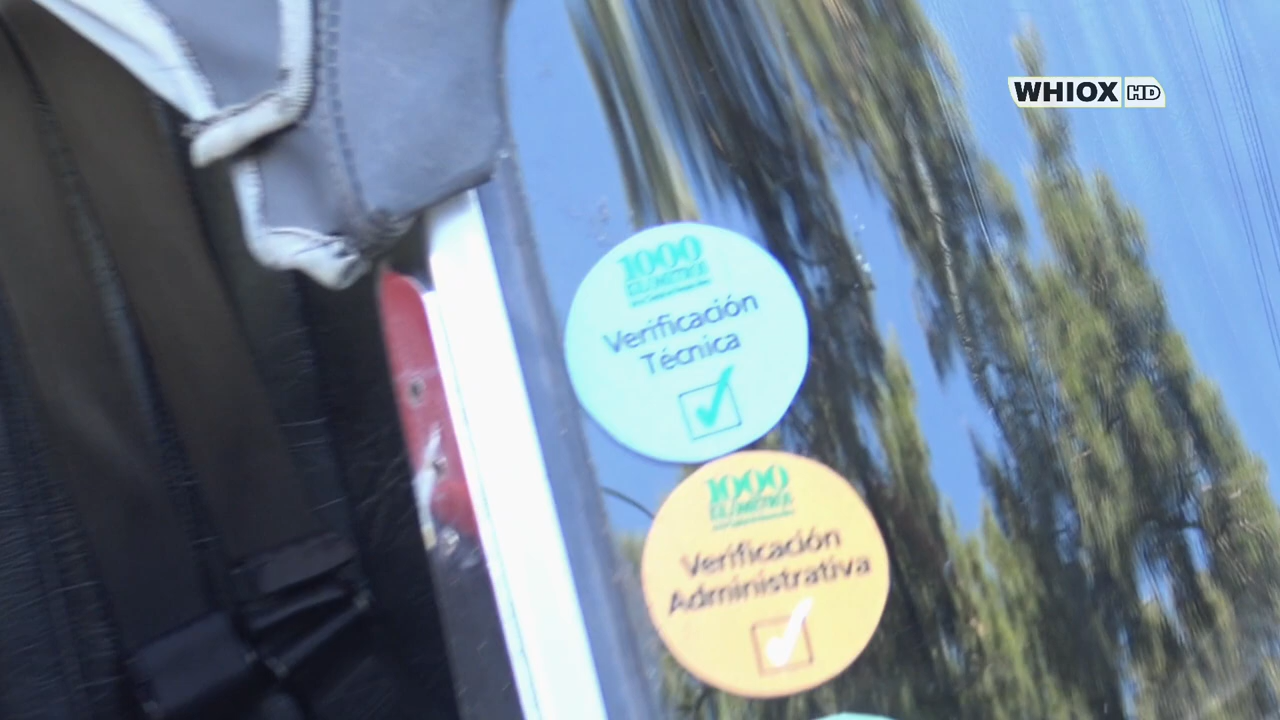 WHIOX HD
1000
Verificación
Técnica
1000
Verificación
Administrativa